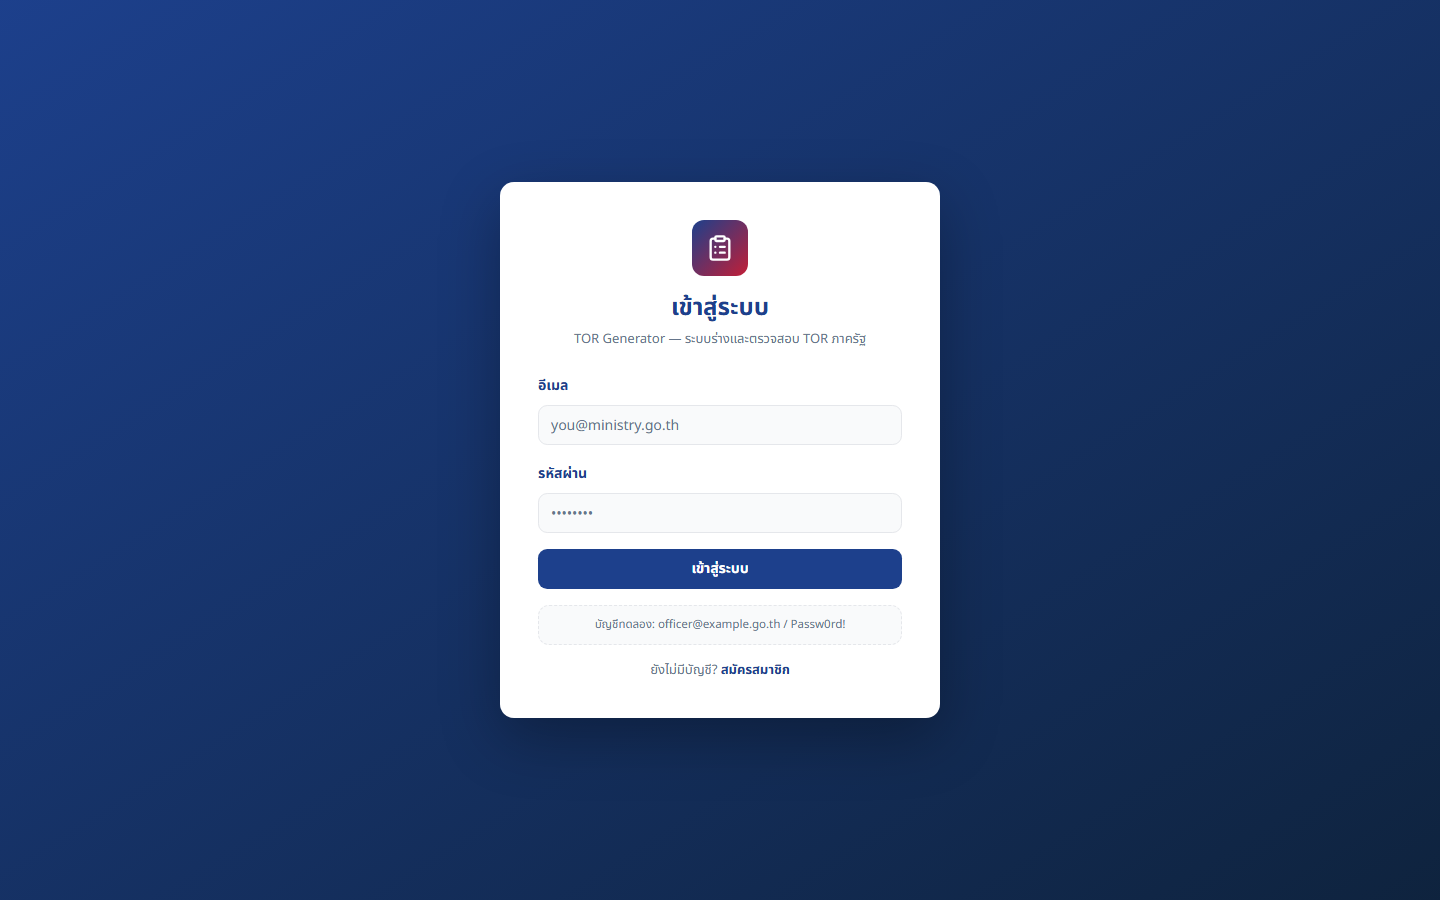 เข้าสู่ระบบ
TOR Generator — ระบบร่างและตรวจสอบ TOR ภาครัฐ
อีเมล
you@ministry.go.th
รหัสผ่าน
••••••••
เข้าสู่ระบบ
บัญชีทดลอง: officer@example.go.th / Passw0rd!
ยังไม่มีบัญชี? สมัครสมาชิก